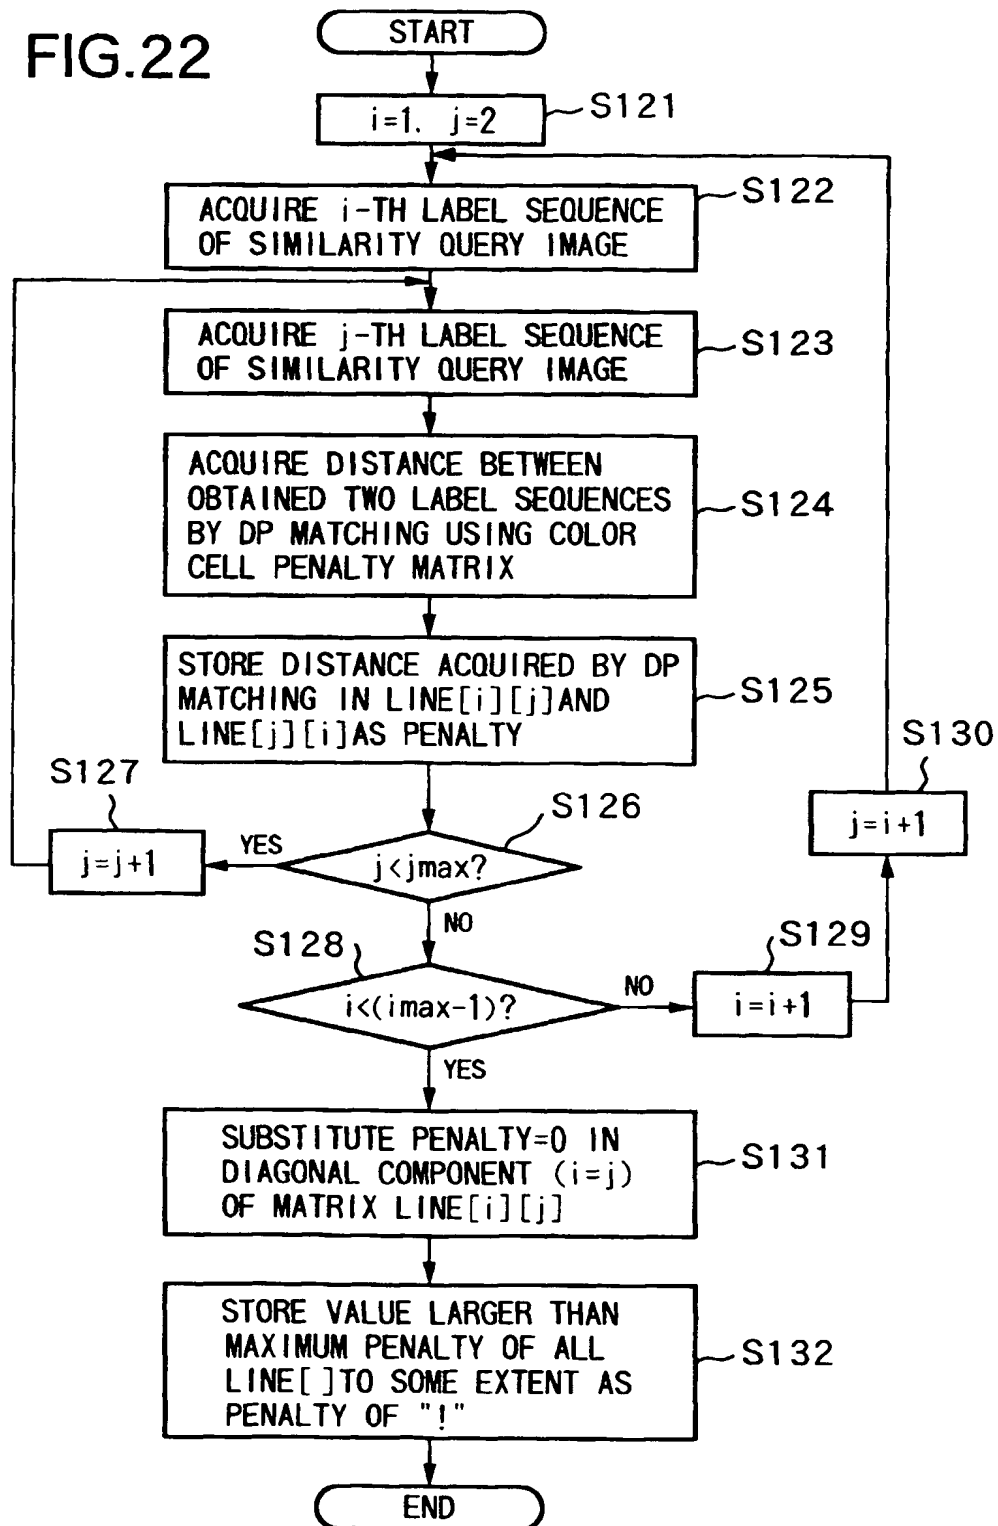 FIG.22
START
i=1. j=2
S121
ACQUIRE i-TH LABEL SEQUENCE
OF SIMILARITY QUERY IMAGE
S122
ACQUIRE j-TH LABEL SEQUENCE
OF SIMILARITY QUERY IMAGE
S123
ACQUIRE DISTANCE BETWEEN
OBTAINED TWO LABEL SEQUENCES
BY DP MATCHING USING COLOR
CELL PENALTY MATRIX
S124
STORE DISTANCE ACQUIRED BY DP
MATCHING IN LINE[i][j]AND
LINE[j][i]AS PENALTY
S125
S126
j<jmax?
YES
S127
j=j+1
NO
S128
i<(imax-1)?
NO
S129
i=i+1
S130
j=i+1
YES
SUBSTITUTE PENALTY=0 IN
DIAGONAL COMPONENT (i=j)
OF MATRIX LINE[i][j]
S131
STORE VALUE LARGER THAN
MAXIMUM PENALTY OF ALL
LINE[ ]TO SOME EXTENT AS
PENALTY OF "!"
S132
END